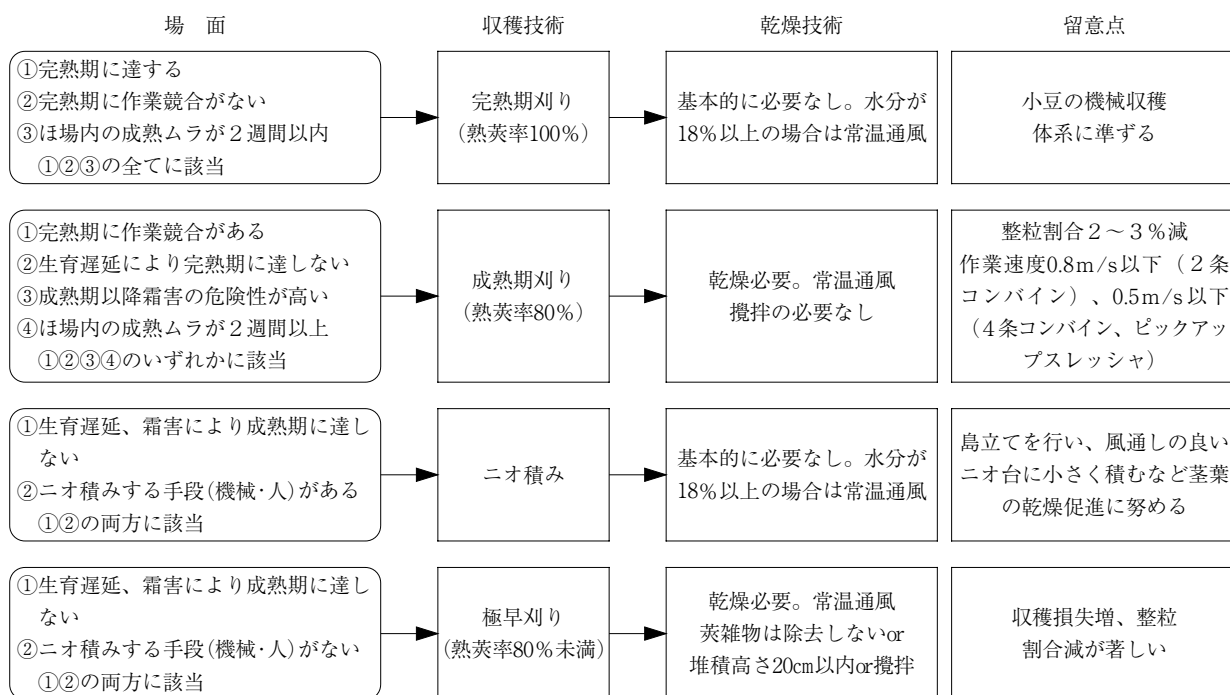 場　面
収穫技術
乾燥技術
留意点
①完熟期に達する
②完熟期に作業競合がない
③ほ場内の成熟ムラが２週間以内
①②③の全てに該当
完熟期刈り
(熟莢率100%)
基本的に必要なし。水分が
18%以上の場合は常温通風
小豆の機械収穫
体系に準ずる
①完熟期に作業競合がある
②生育遅延により完熟期に達しない
③成熟期以降霜害の危険性が高い
④ほ場内の成熟ムラが２週間以上
①②③④のいずれかに該当
成熟期刈り
(熟莢率80%)
乾燥必要。常温通風
攪拌の必要なし
整粒割合２～３%減
作業速度0.8m/s以下（２条
コンバイン）、0.5m/s以下
（4条コンバイン、ピックアッ
プスレッシャ）
①生育遅延、霜害により成熟期に達し
ない
②ニオ積みする手段(機械･人)がある
①②の両方に該当
ニオ積み
基本的に必要なし。水分が
18%以上の場合は常温通風
島立てを行い、風通しの良い
ニオ台に小さく積むなど茎葉
の乾燥促進に努める
①生育遅延、霜害により成熟期に達し
ない
②ニオ積みする手段(機械･人)がない
①②の両方に該当
極早刈り
(熟莢率80%未満)
乾燥必要。常温通風
莢雑物は除去しないor
堆積高さ20cm以内or攪拌
収穫損失増、整粒
割合減が著しい